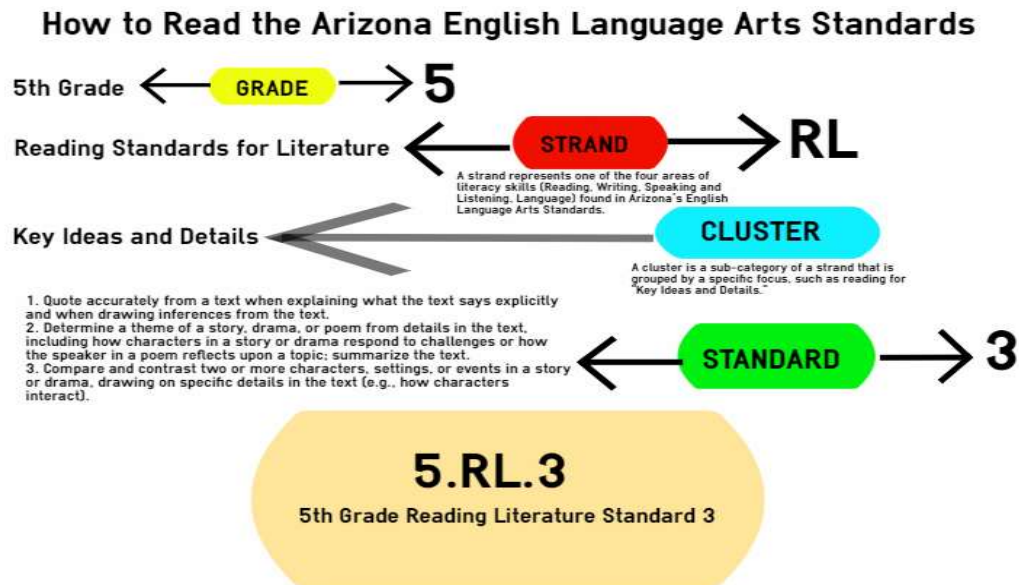 How to Read the Arizona English Language Arts Standards
5th Grade GRADE 5
Reading Standards for Literature STRAND RL
A strand represents one of the four areas of
literacy skills (Reading, Writing, Speaking and
Listening, Language) found in Arizona's English
Language Arts Standards.
Key Ideas and Details CLUSTER
A cluster is a sub-category of a strand that is
grouped by a specific focus, such as reading for
"Key Ideas and Details."
1. Quote accurately from a text when explaining what the text says explicitly
and when drawing inferences from the text.
2. Determine a theme of a story, drama, or poem from details in the text,
including how characters in a story or drama respond to challenges or how
the speaker in a poem reflects upon a topic; summarize the text.
3. Compare and contrast two or more characters, settings, or events in a story
or drama, drawing on specific details in the text (e.g., how characters
interact).
STANDARD 3
5.RL.3
5th Grade Reading Literature Standard 3